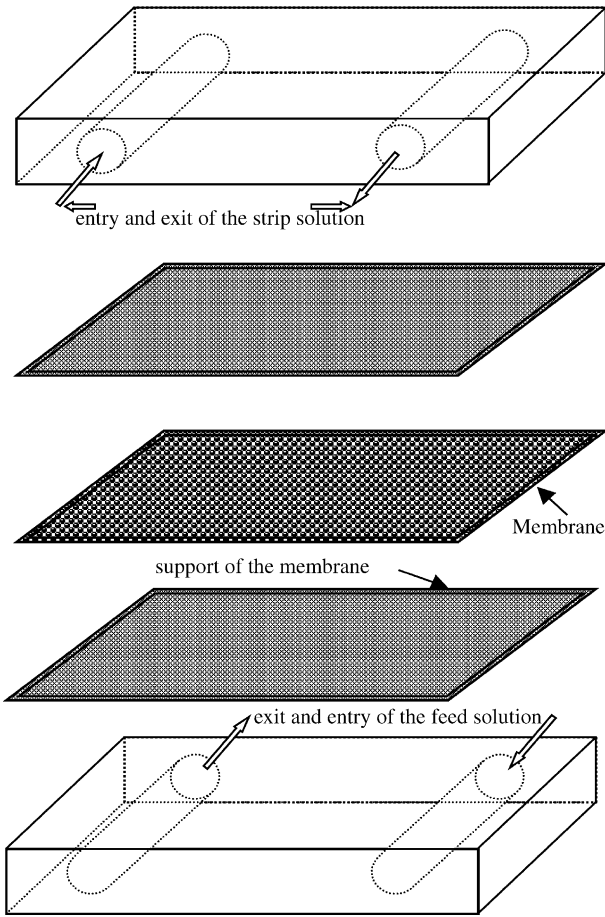 entry and exit of the strip solution
Membrane
support of the membrane
exit and entry of the feed solution